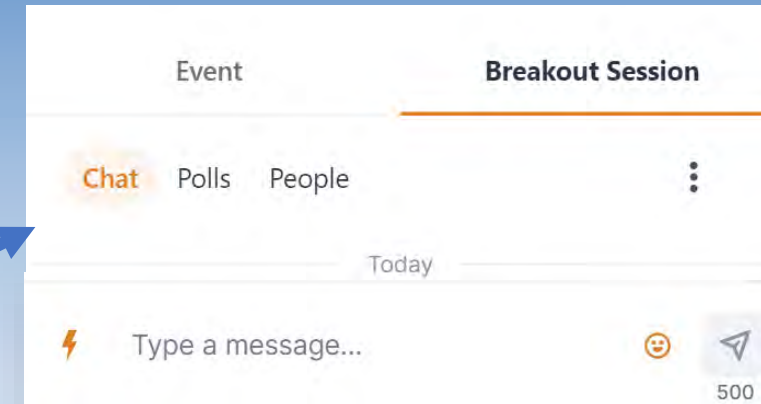 Event Breakout Session
Chat Polls People
Today
Type a message...
500